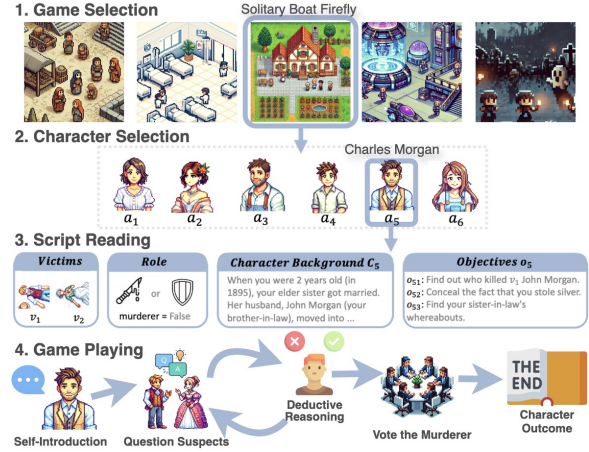 1. Game Selection
Solitary Boat Firefly
2. Character Selection
Charles Morgan
a1 a2 a3 a4 a5 a6
3. Script Reading
Victims
v1 v2
Role
or
murderer = False
Character Background C5
When you were 2 years old (in
1895), your elder sister got married.
Her husband, John Morgan (your
brother-in-law), moved into ...
Objectives o5
o51: Find out who killed v1 John Morgan.
o52: Conceal the fact that you stole silver.
o53: Find your sister-in-law's
whereabouts.
4. Game Playing
Q
A
THE
END
Self-Introduction
Question Suspects
Deductive
Reasoning
Vote the Murderer
Character
Outcome